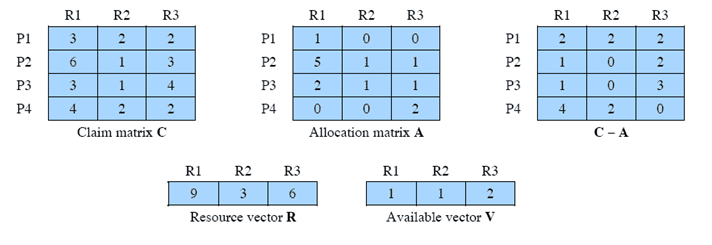 R1 R2 R3 R1 R2 R3 R1 R2 R3
P1 3 2 2 P1 1 0 0 P1 2 2 2
P2 6 1 3 P2 5 1 1 P2 1 0 2
P3 3 1 4 P3 2 1 1 P3 1 0 3
P4 4 2 2 P4 0 0 2 P4 4 2 0
Claim matrix C Allocation matrix A C – A
R1 R2 R3 R1 R2 R3
9 3 6 1 1 2
Resource vector R Available vector V